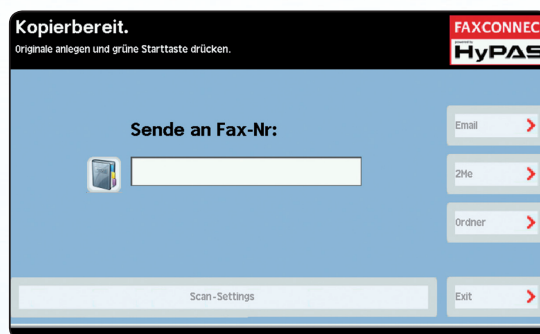 Kopierbereit.
Originale anlegen und grüne Starttaste drücken.
FAXCONNEC
HyPAS
Sende an Fax-Nr:
Email
2Me
Ordner
Scan-Settings
Exit